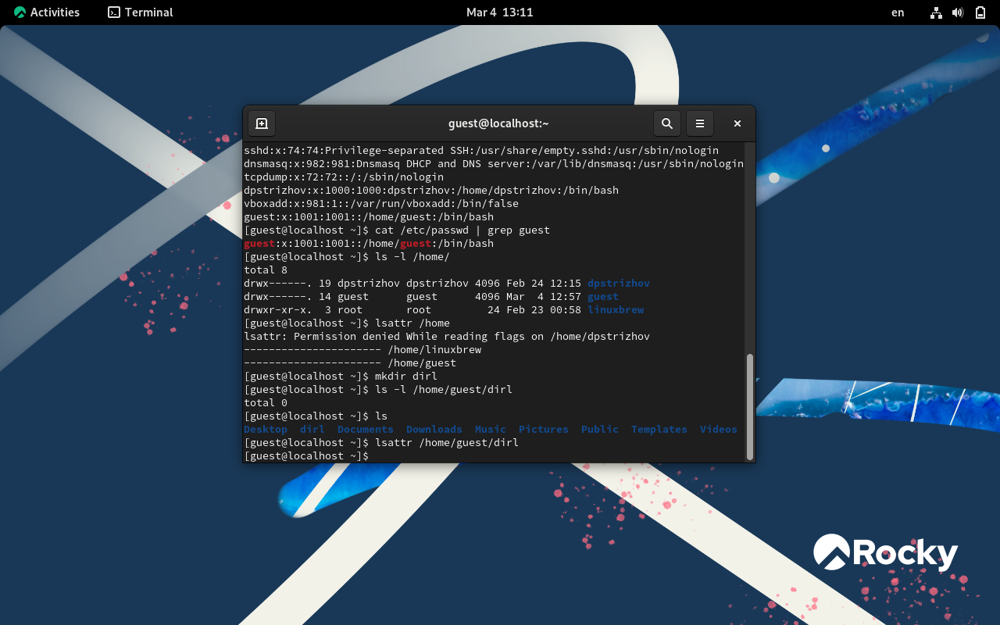 Activities Terminal Mar 4 13:11 en
guest@localhost:~
sshd:x:74:74:Privilege-separated SSH:/usr/share/empty.sshd:/usr/sbin/nologin
dnsmasq:x:982:981:Dnsmasq DHCP and DNS server:/var/lib/dnsmasq:/usr/sbin/nologin
tcpdump:x:72:72::/:/sbin/nologin
dpstrizhov:x:1000:1000:dpstrizhov:/home/dpstrizhov:/bin/bash
vboxadd:x:981:1::/var/run/vboxadd:/bin/false
guest:x:1001:1001::/home/guest:/bin/bash
[guest@localhost ~]$ cat /etc/passwd | grep guest
guest:x:1001:1001::/home/guest:/bin/bash
[guest@localhost ~]$ ls -l /home/
total 8
drwx------. 19 dpstrizhov dpstrizhov 4096 Feb 24 12:15 dpstrizhov
drwx------. 14 guest      guest      4096 Mar  4 12:57 guest
drwxr-xr-x.  3 root       root         24 Feb 23 00:58 linuxbrew
[guest@localhost ~]$ lsattr /home
lsattr: Permission denied While reading flags on /home/dpstrizhov
---------------------- /home/linuxbrew
---------------------- /home/guest
[guest@localhost ~]$ mkdir dirl
[guest@localhost ~]$ ls -l /home/guest/dirl
total 0
[guest@localhost ~]$ ls
Desktop  dirl  Documents  Downloads  Music  Pictures  Public  Templates  Videos
[guest@localhost ~]$ lsattr /home/guest/dirl
[guest@localhost ~]$
Rocky